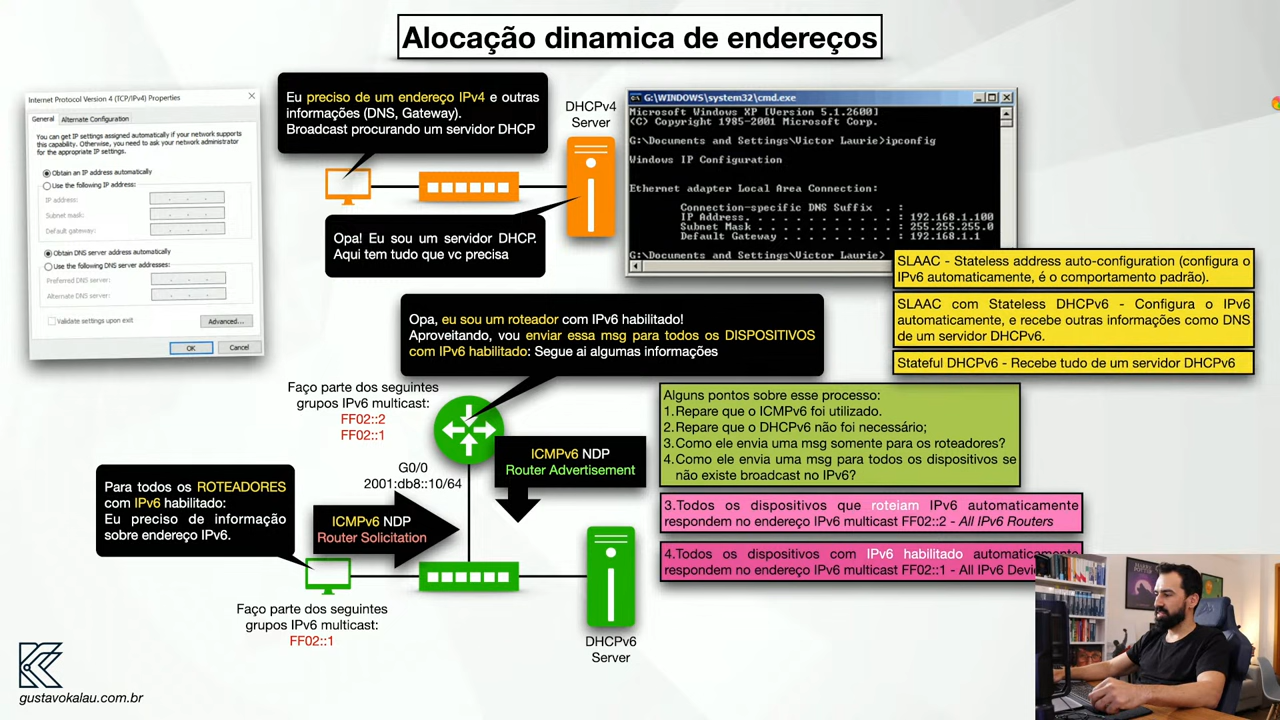 Alocação dinamica de endereços
Internet Protocol Version 4 (TCP/IPv4) Properties
General
Alternate Configuration
You can get IP settings assigned automatically if your network supports
this capability. Otherwise, you need to ask your network administrator
for the appropriate IP settings.
Obtain an IP address automatically
Use the following IP address:
IP address:
Subnet mask:
Default gateway:
Obtain DNS server address automatically
Use the following DNS server addresses:
Preferred DNS server:
Alternate DNS server:
Validate settings upon exit
Advanced...
OK
Cancel
Eu preciso de um endereço IPv4 e outras
informações (DNS, Gateway).
Broadcast procurando um servidor DHCP
DHCPv4
Server
Opa! Eu sou um servidor DHCP.
Aqui tem tudo que vc precisa
G:\WINDOWS\system32\cmd.exe
Microsoft Windows XP [Version 5.1.2600]
(C) Copyright 1985-2001 Microsoft Corp.
G:\Documents and Settings\Victor Laurie>ipconfig
Windows IP Configuration
Ethernet adapter Local Area Connection:
Connection-specific DNS Suffix . :
IP Address. . . . . . . . . . . . : 192.168.1.100
Subnet Mask . . . . . . . . . . . : 255.255.255.0
Default Gateway . . . . . . . . . : 192.168.1.1
G:\Documents and Settings\Victor Laurie>
SLAAC - Stateless address auto-configuration (configura o
IPv6 automaticamente, é o comportamento padrão).
SLAAC com Stateless DHCPv6 - Configura o IPv6
automaticamente, e recebe outras informações como DNS
de um servidor DHCPv6.
Stateful DHCPv6 - Recebe tudo de um servidor DHCPv6
Opa, eu sou um roteador com IPv6 habilitado!
Aproveitando, vou enviar essa msg para todos os DISPOSITIVOS
com IPv6 habilitado: Segue ai algumas informações
Faço parte dos seguintes
grupos IPv6 multicast:
FF02::2
FF02::1
G0/0
2001:db8::10/64
ICMPv6 NDP
Router Advertisement
Para todos os ROTEADORES
com IPv6 habilitado:
Eu preciso de informação
sobre endereço IPv6.
ICMPv6 NDP
Router Solicitation
Faço parte dos seguintes
grupos IPv6 multicast:
FF02::1
DHCPv6
Server
Alguns pontos sobre esse processo:
1.Repare que o ICMPv6 foi utilizado.
2.Repare que o DHCPv6 não foi necessário;
3.Como ele envia uma msg somente para os roteadores?
4.Como ele envia uma msg para todos os dispositivos se
não existe broadcast no IPv6?
3.Todos os dispositivos que roteiam IPv6 automaticamente
respondem no endereço IPv6 multicast FF02::2 - All IPv6 Routers
4.Todos os dispositivos com IPv6 habilitado automaticamente
respondem no endereço IPv6 multicast FF02::1 - All IPv6
gustavokalau.com.br